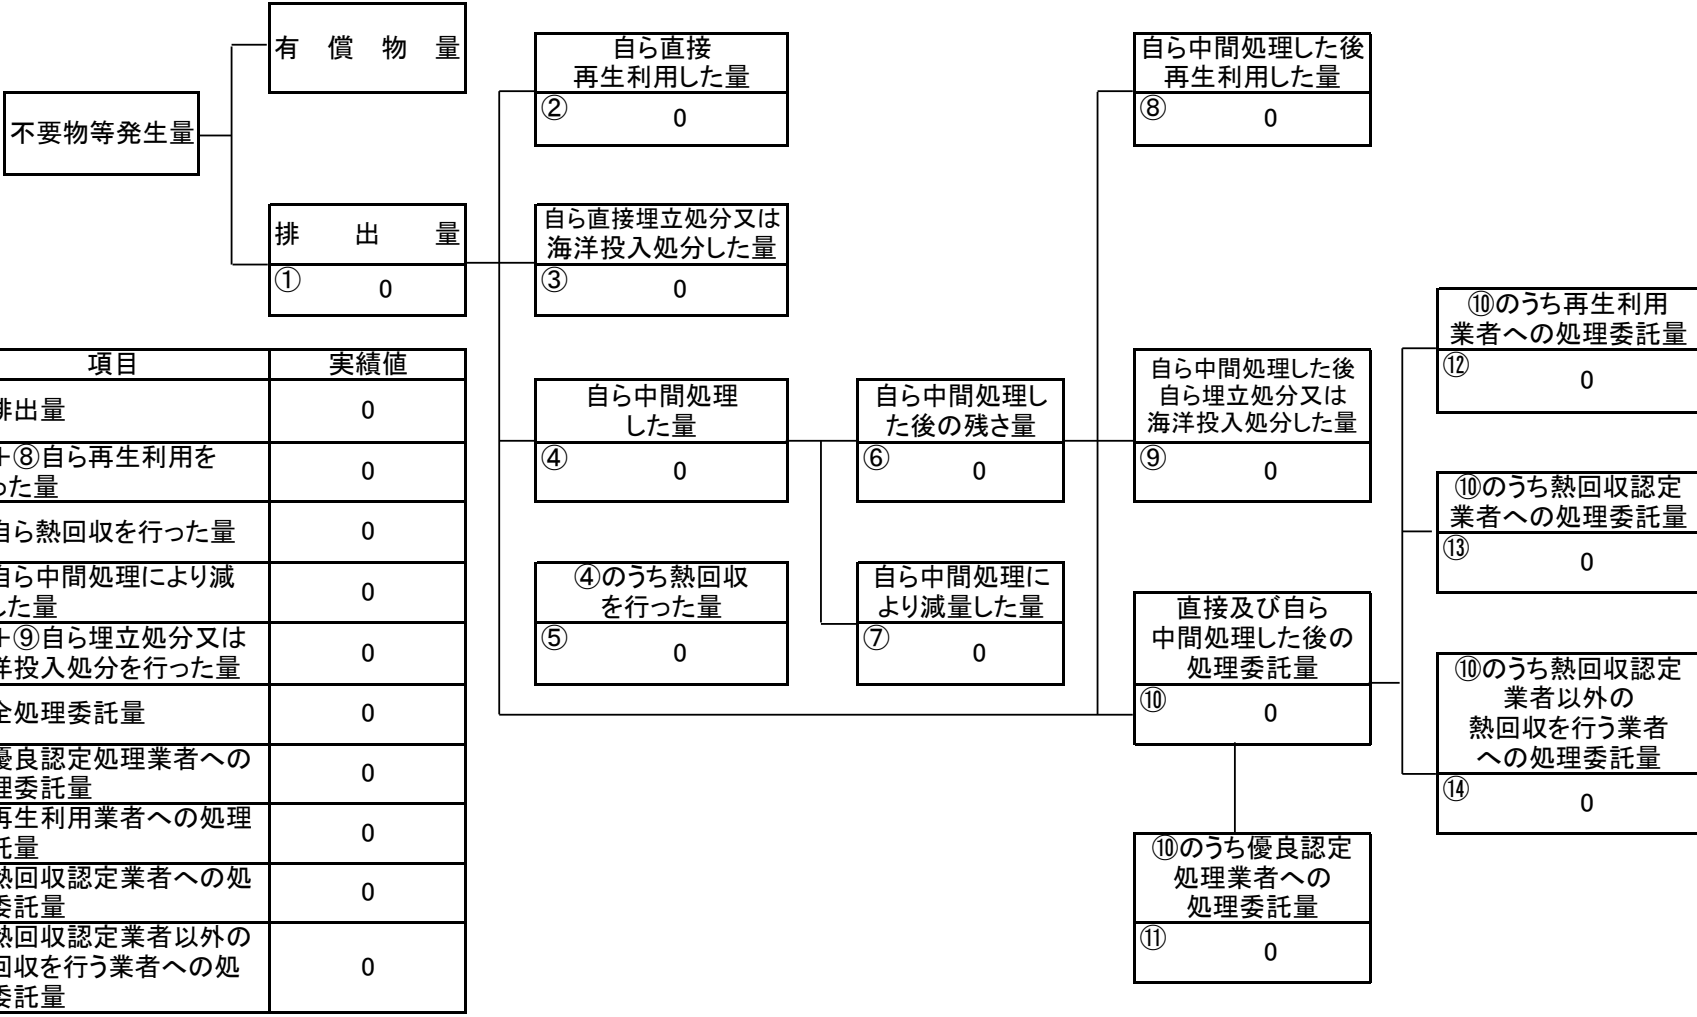 有償物量
不要物等発生量
排出量
①
0
自ら直接
再生利用した量
②
0
自ら直接埋立処分又は
海洋投入処分した量
③
0
自ら中間処理
した量
④
0
④のうち熱回収
を行った量
⑤
0
自ら中間処理し
た後の残さ量
⑥
0
自ら中間処理に
より減量した量
⑦
0
自ら中間処理した後
再生利用した量
⑧
0
自ら中間処理した後
自ら埋立処分又は
海洋投入処分した量
⑨
0
直接及び自ら
中間処理した後の
処理委託量
⑩
0
⑩のうち優良認定
処理業者への
処理委託量
⑪
0
⑩のうち再生利用
業者への処理委託量
⑫
0
⑩のうち熱回収認定
業者への処理委託量
⑬
0
⑩のうち熱回収認定
業者以外の
熱回収を行う業者
への処理委託量
⑭
0
項目 実績値
排出量 0
+⑧自ら再生利用を
った量 0
自ら熱回収を行った量 0
自ら中間処理により減
した量 0
+⑨自ら埋立処分又は
洋投入処分を行った量 0
全処理委託量 0
優良認定処理業者への
理委託量 0
再生利用業者への処理
託量 0
熱回収認定業者への処
委託量 0
熱回収認定業者以外の
回収を行う業者への処
委託量 0